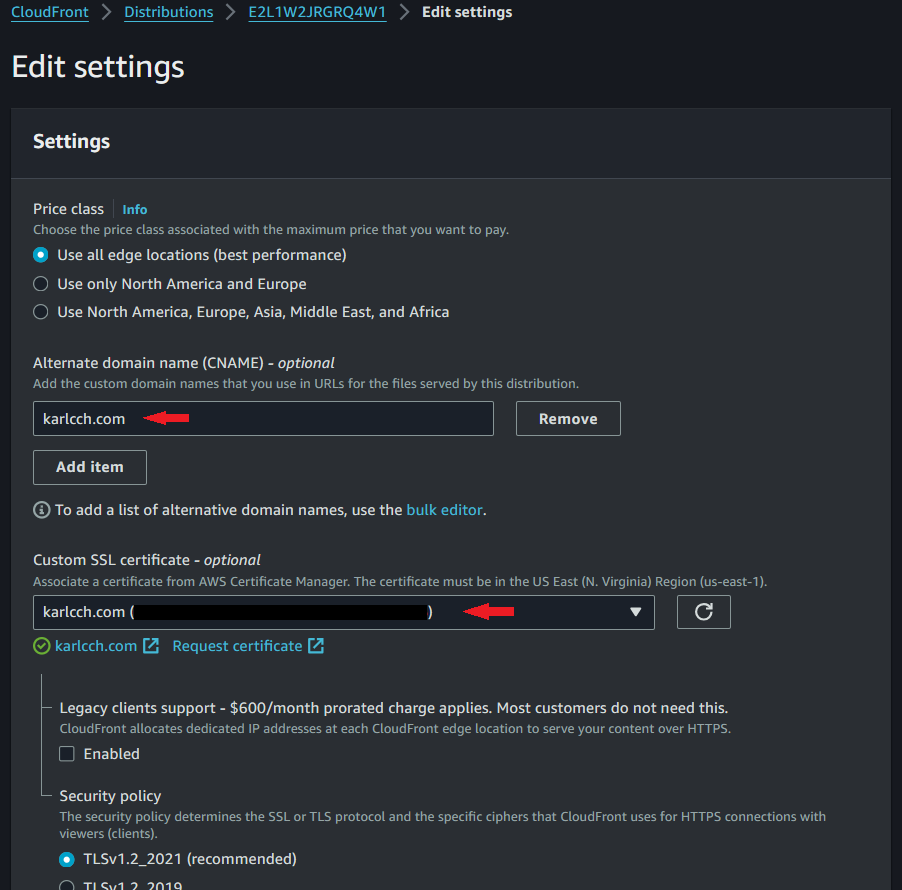 CloudFront > Distributions > E2L1W2JRGRQ4W1 > Edit settings
Edit settings
Settings
Price class | Info
Choose the price class associated with the maximum price that you want to pay.
Use all edge locations (best performance)
Use only North America and Europe
Use North America, Europe, Asia, Middle East, and Africa
Alternate domain name (CNAME) - optional
Add the custom domain names that you use in URLs for the files served by this distribution.
karlcch.com
Remove
Add item
To add a list of alternative domain names, use the bulk editor.
Custom SSL certificate - optional
Associate a certificate from AWS Certificate Manager. The certificate must be in the US East (N. Virginia) Region (us-east-1).
karlcch.com ( )
karlcch.com Request certificate
Legacy clients support - $600/month prorated charge applies. Most customers do not need this.
CloudFront allocates dedicated IP addresses at each CloudFront edge location to serve your content over HTTPS.
Enabled
Security policy
The security policy determines the SSL or TLS protocol and the specific ciphers that CloudFront uses for HTTPS connections with
viewers (clients).
TLSv1.2_2021 (recommended)
TLSv1.2_2019